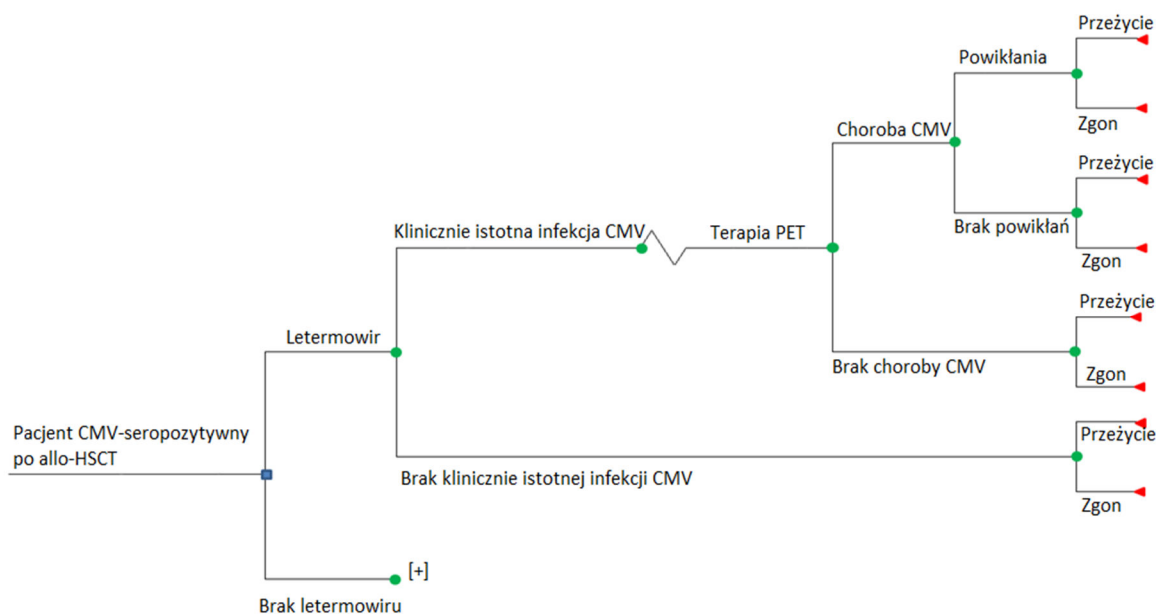 Przeżycie
Powikłania
Zgon
Choroba CMV
Przeżycie
Klinicznie istotna infekcja CMV
Terapia PET
Brak powikłań
Zgon
Przeżycie
Letermowir
Brak choroby CMV
Zgon
Pacjent CMV-seropozytywny
po allo-HSCT
Przeżycie
Brak klinicznie istotnej infekcji CMV
Zgon
[+]
Brak letermowiru